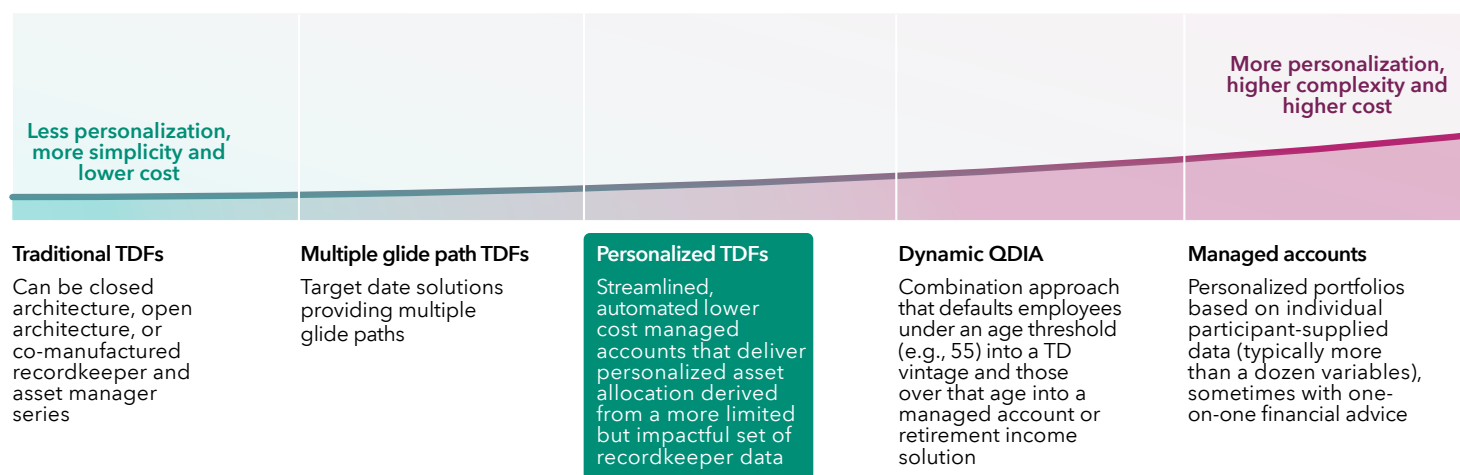 Less personalization,
more simplicity and
lower cost
More personalization,
higher complexity and
higher cost
Traditional TDFs
Can be closed
architecture, open
architecture, or
co-manufactured
recordkeeper and
asset manager
series
Multiple glide path TDFs
Target date solutions
providing multiple
glide paths
Personalized TDFs
Streamlined,
automated lower
cost managed
accounts that deliver
personalized asset
allocation derived
from a more limited
but impactful set of
recordkeeper data
Dynamic QDIA
Combination approach
that defaults employees
under an age threshold
(e.g., 55) into a TD
vintage and those
over that age into a
managed account or
retirement income
solution
Managed accounts
Personalized portfolios
based on individual
participant-supplied
data (typically more
than a dozen variables),
sometimes with one-
on-one financial advice